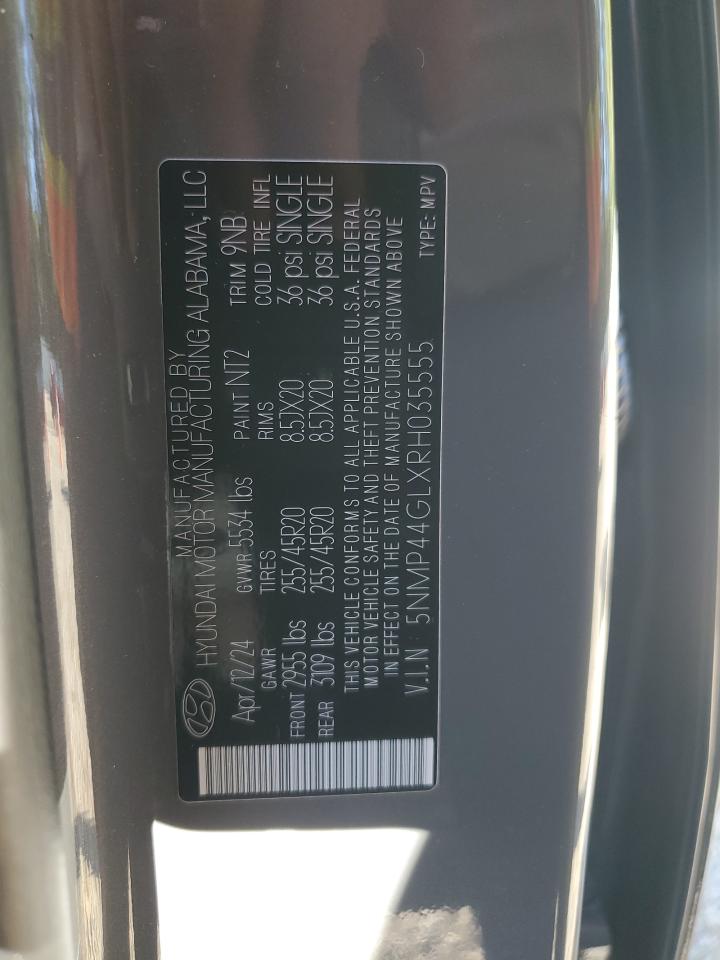 MANUFACTURED BY
HYUNDAI MOTOR MANUFACTURING ALABAMA, LLC
Apr/12/24 GVWR 5534 lbs PAINT NT2 TRIM 9NB
GAWR TIRES RIMS COLD TIRE INFL
FRONT 2955 lbs 255/45R20 8.5JX20 36 psi SINGLE
REAR 3109 lbs 255/45R20 8.5JX20 36 psi SINGLE
THIS VEHICLE CONFORMS TO ALL APPLICABLE U.S.A. FEDERAL
MOTOR VEHICLE SAFETY AND THEFT PREVENTION STANDARDS
IN EFFECT ON THE DATE OF MANUFACTURE SHOWN ABOVE
V.I.N : 5NMP44GLXRH035555 TYPE: MPV